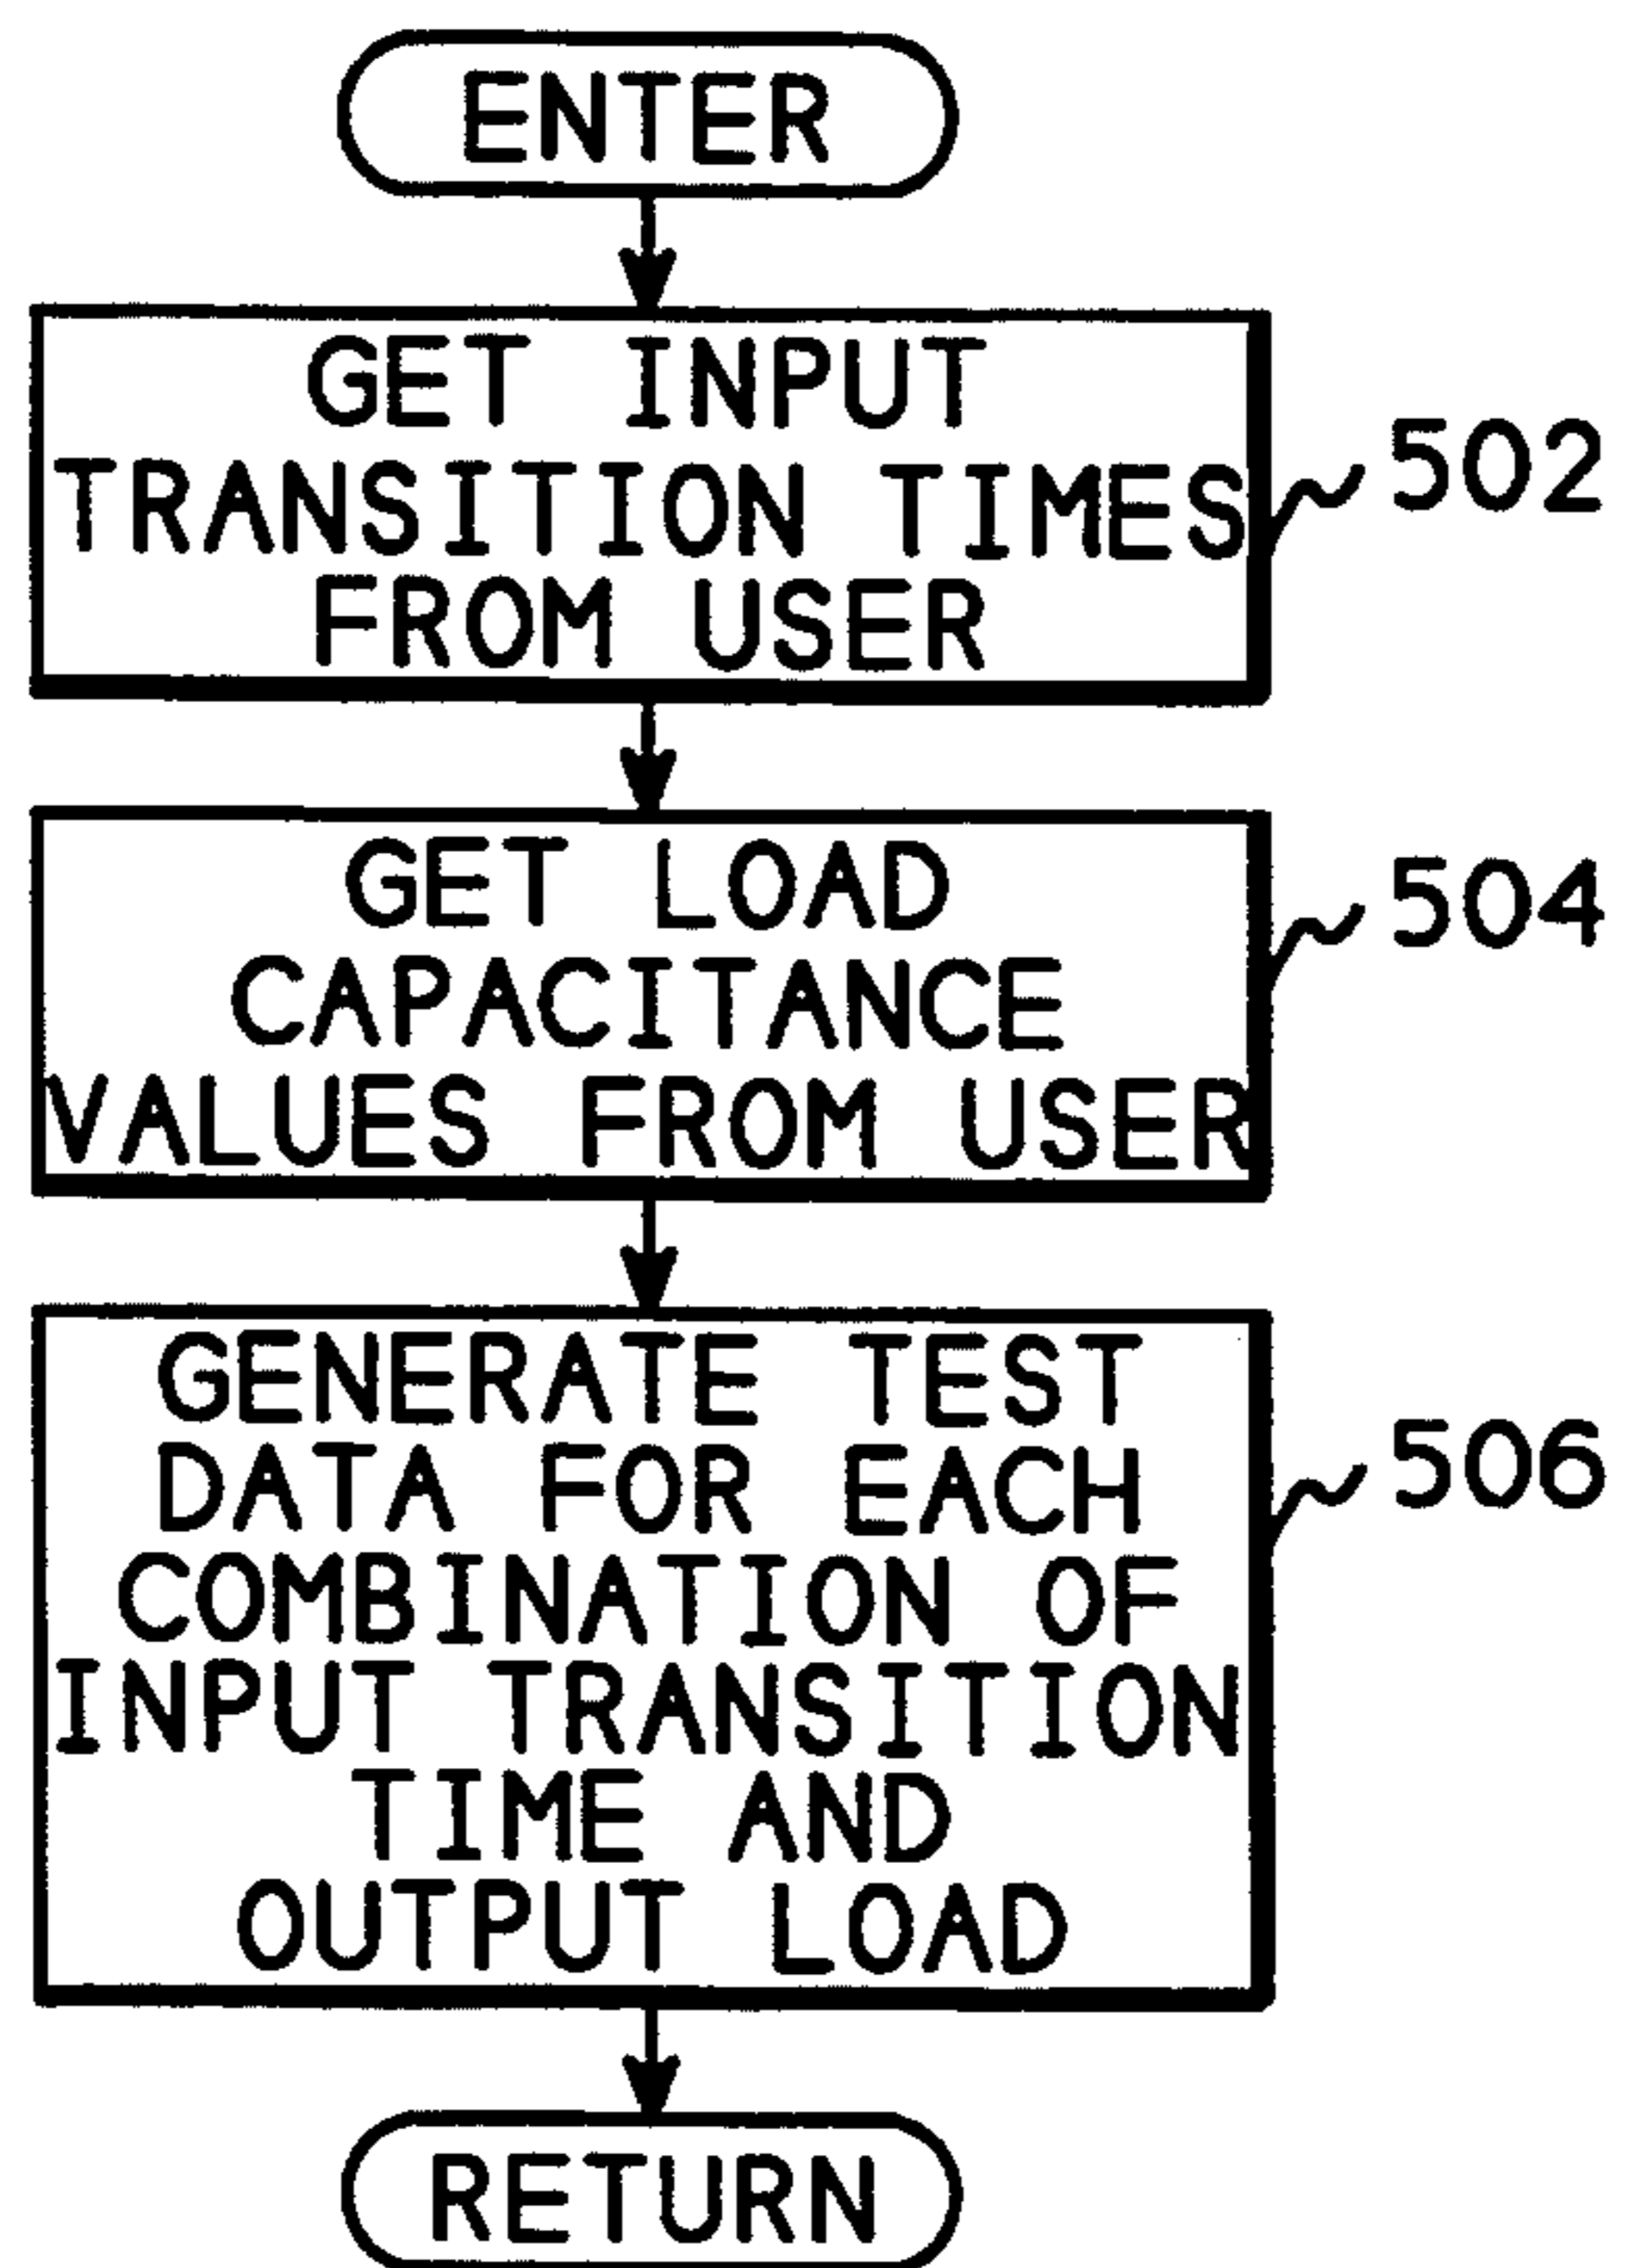 ENTER
GET INPUT
TRANSITION TIMES
FROM USER
502
GET LOAD
CAPACITANCE
VALUES FROM USER
504
GENERATE TEST
DATA FOR EACH
COMBINATION OF
INPUT TRANSITION
TIME AND
OUTPUT LOAD
506
RETURN